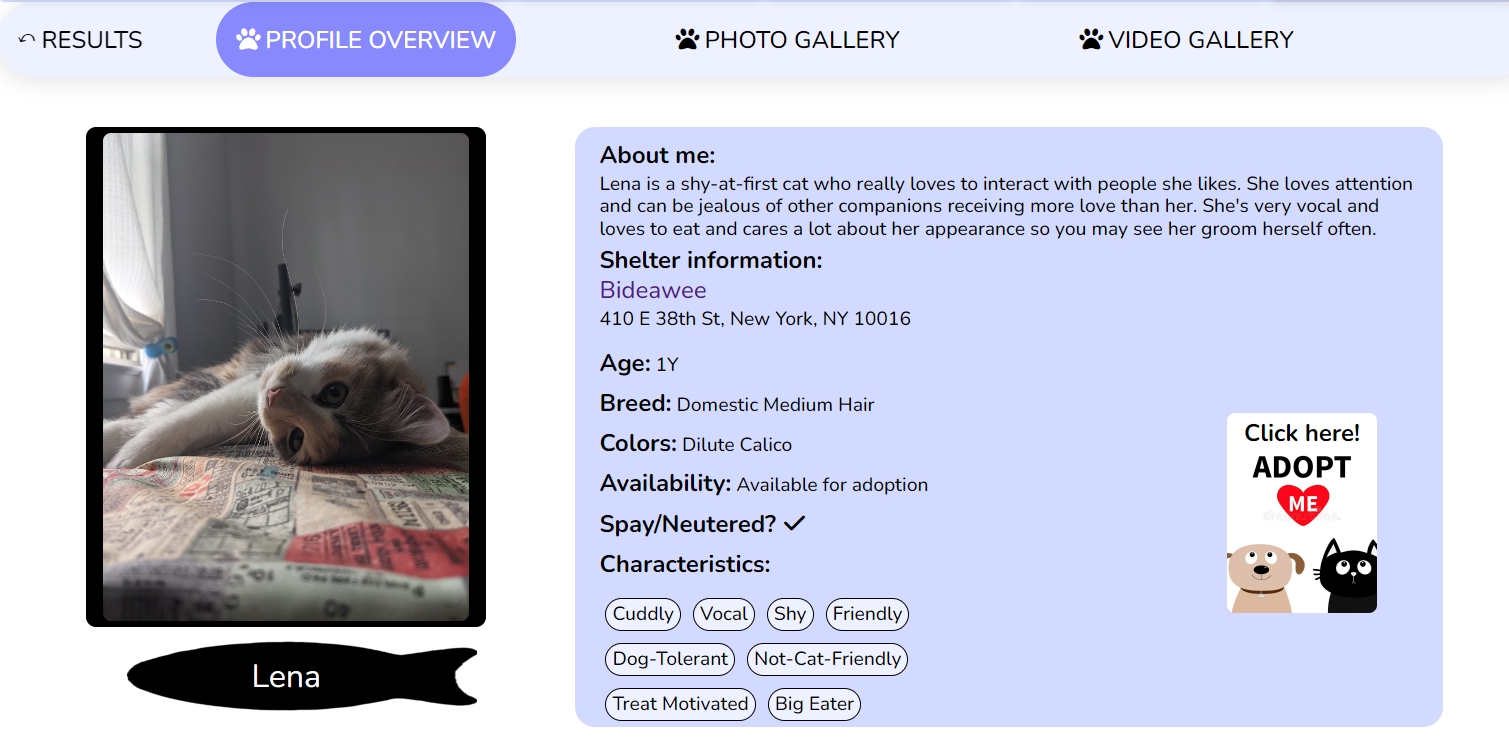 RESULTS
PROFILE OVERVIEW
PHOTO GALLERY
VIDEO GALLERY
About me:
Lena is a shy-at-first cat who really loves to interact with people she likes. She loves attention
and can be jealous of other companions receiving more love than her. She's very vocal and
loves to eat and cares a lot about her appearance so you may see her groom herself often.
Shelter information:
Bideawee
410 E 38th St, New York, NY 10016
Age: 1Y
Breed: Domestic Medium Hair
Colors: Dilute Calico
Availability: Available for adoption
Spay/Neutered? ✓
Characteristics:
Cuddly
Vocal
Shy
Friendly
Dog-Tolerant
Not-Cat-Friendly
Treat Motivated
Big Eater
Click here!
ADOPT
ME
Lena